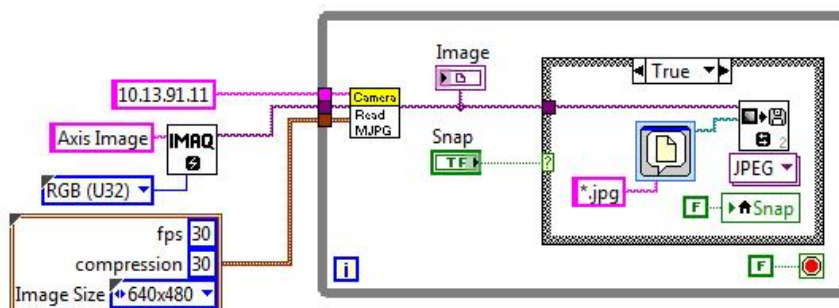 Image
True
10.13.91.11
Camera
Read
MJPG
Axis Image
IMAQ
Snap
TF
?
2
JPEG
RGB (U32)
*.jpg
F
Snap
fps 30
compression 30
i
F
Image Size 640x480